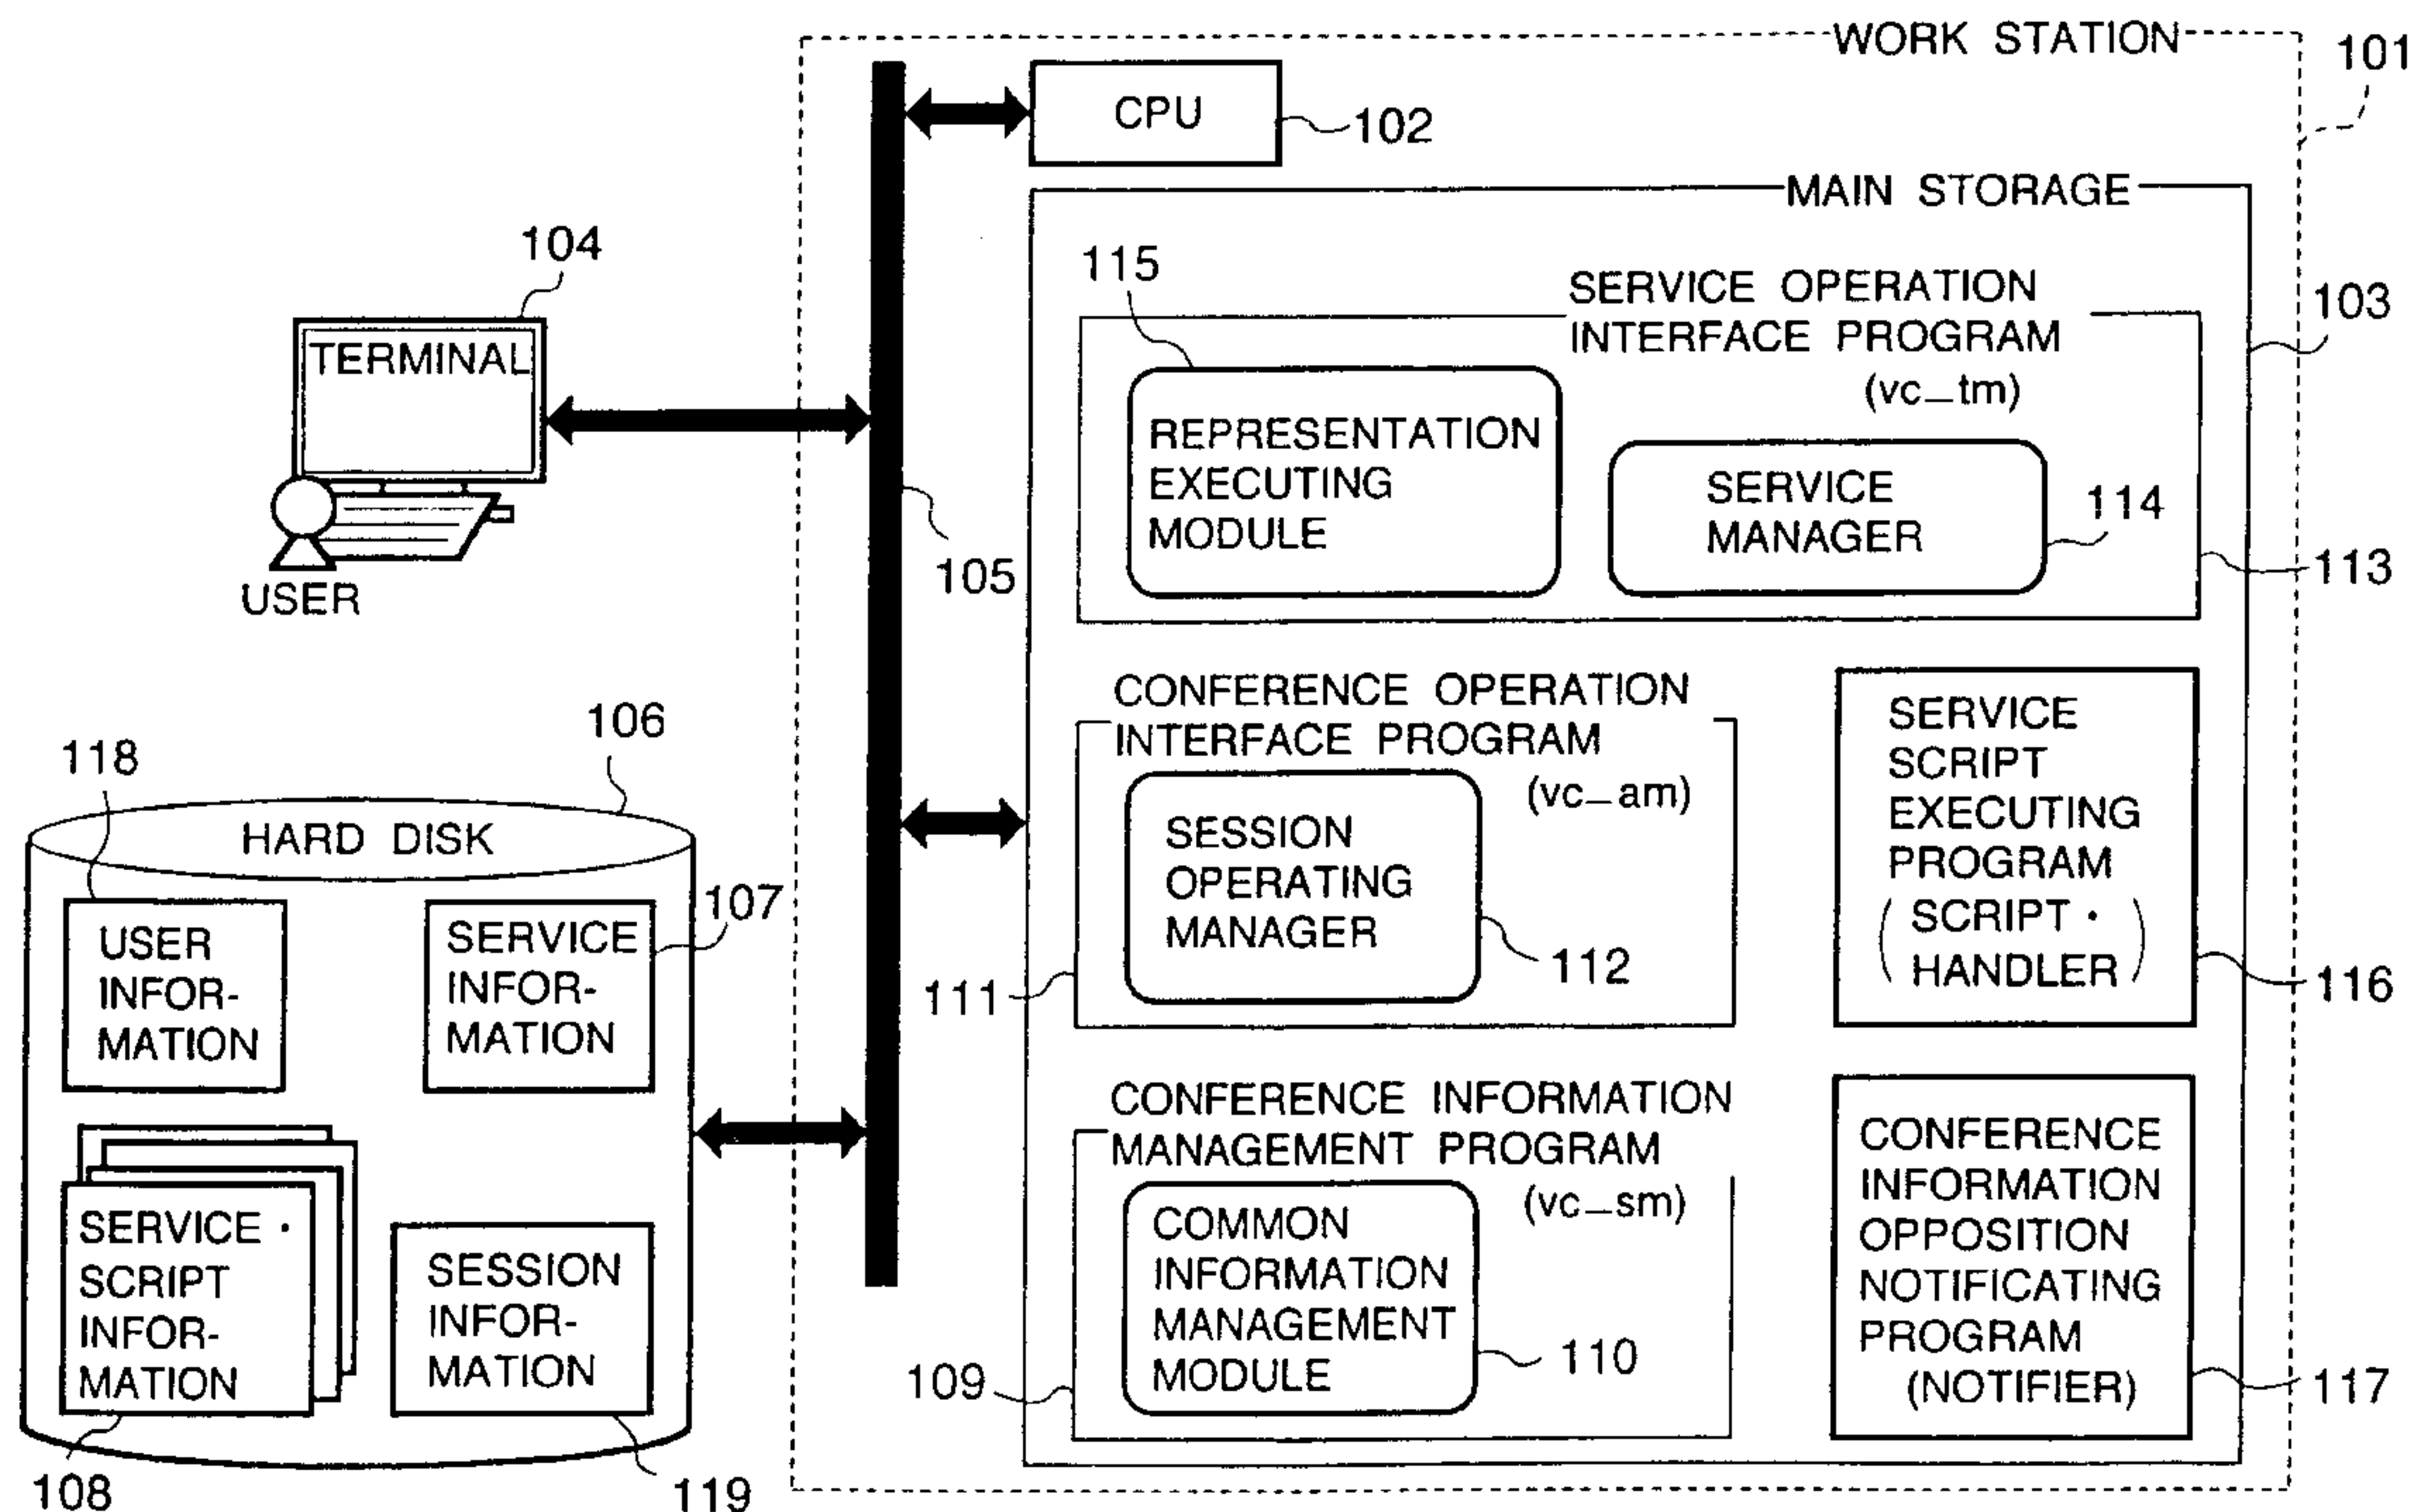 WORK STATION
101
CPU
102
MAIN STORAGE
103
104
TERMINAL
USER
105
115
SERVICE OPERATION
INTERFACE PROGRAM
(vc_tm)
REPRESENTATION
EXECUTING
MODULE
SERVICE
MANAGER
114
113
CONFERENCE OPERATION
INTERFACE PROGRAM
(vc_am)
SESSION
OPERATING
MANAGER
112
111
SERVICE
SCRIPT
EXECUTING
PROGRAM
(SCRIPT・
HANDLER)
116
106
118
HARD DISK
107
USER
INFOR-
MATION
SERVICE
INFOR-
MATION
SERVICE・
SCRIPT
INFOR-
MATION
SESSION
INFOR-
MATION
108
119
CONFERENCE INFORMATION
MANAGEMENT PROGRAM
(vc_sm)
COMMON
INFORMATION
MANAGEMENT
MODULE
110
109
CONFERENCE
INFORMATION
OPPOSITION
NOTIFICATING
PROGRAM
(NOTIFIER)
117